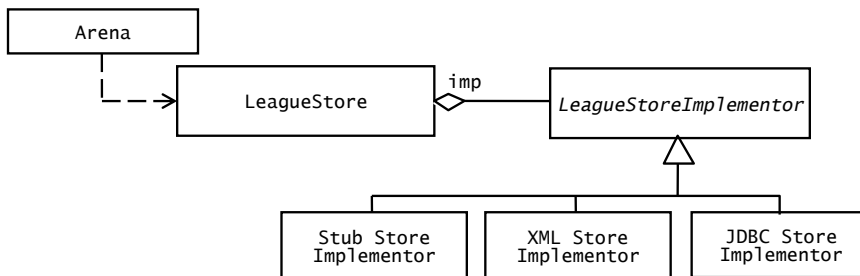 Arena
imp
LeagueStore
LeagueStoreImplementor
Stub Store
Implementor
XML Store
Implementor
JDBC Store
Implementor